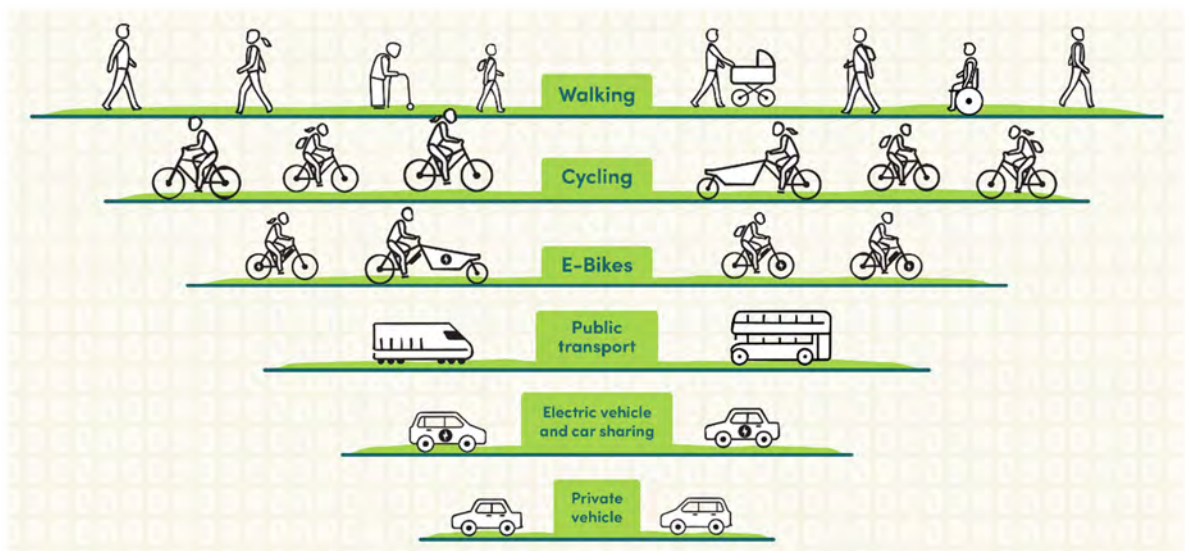 Walking
Cycling
E-Bikes
Public
transport
Electric vehicle
and car sharing
Private
vehicle